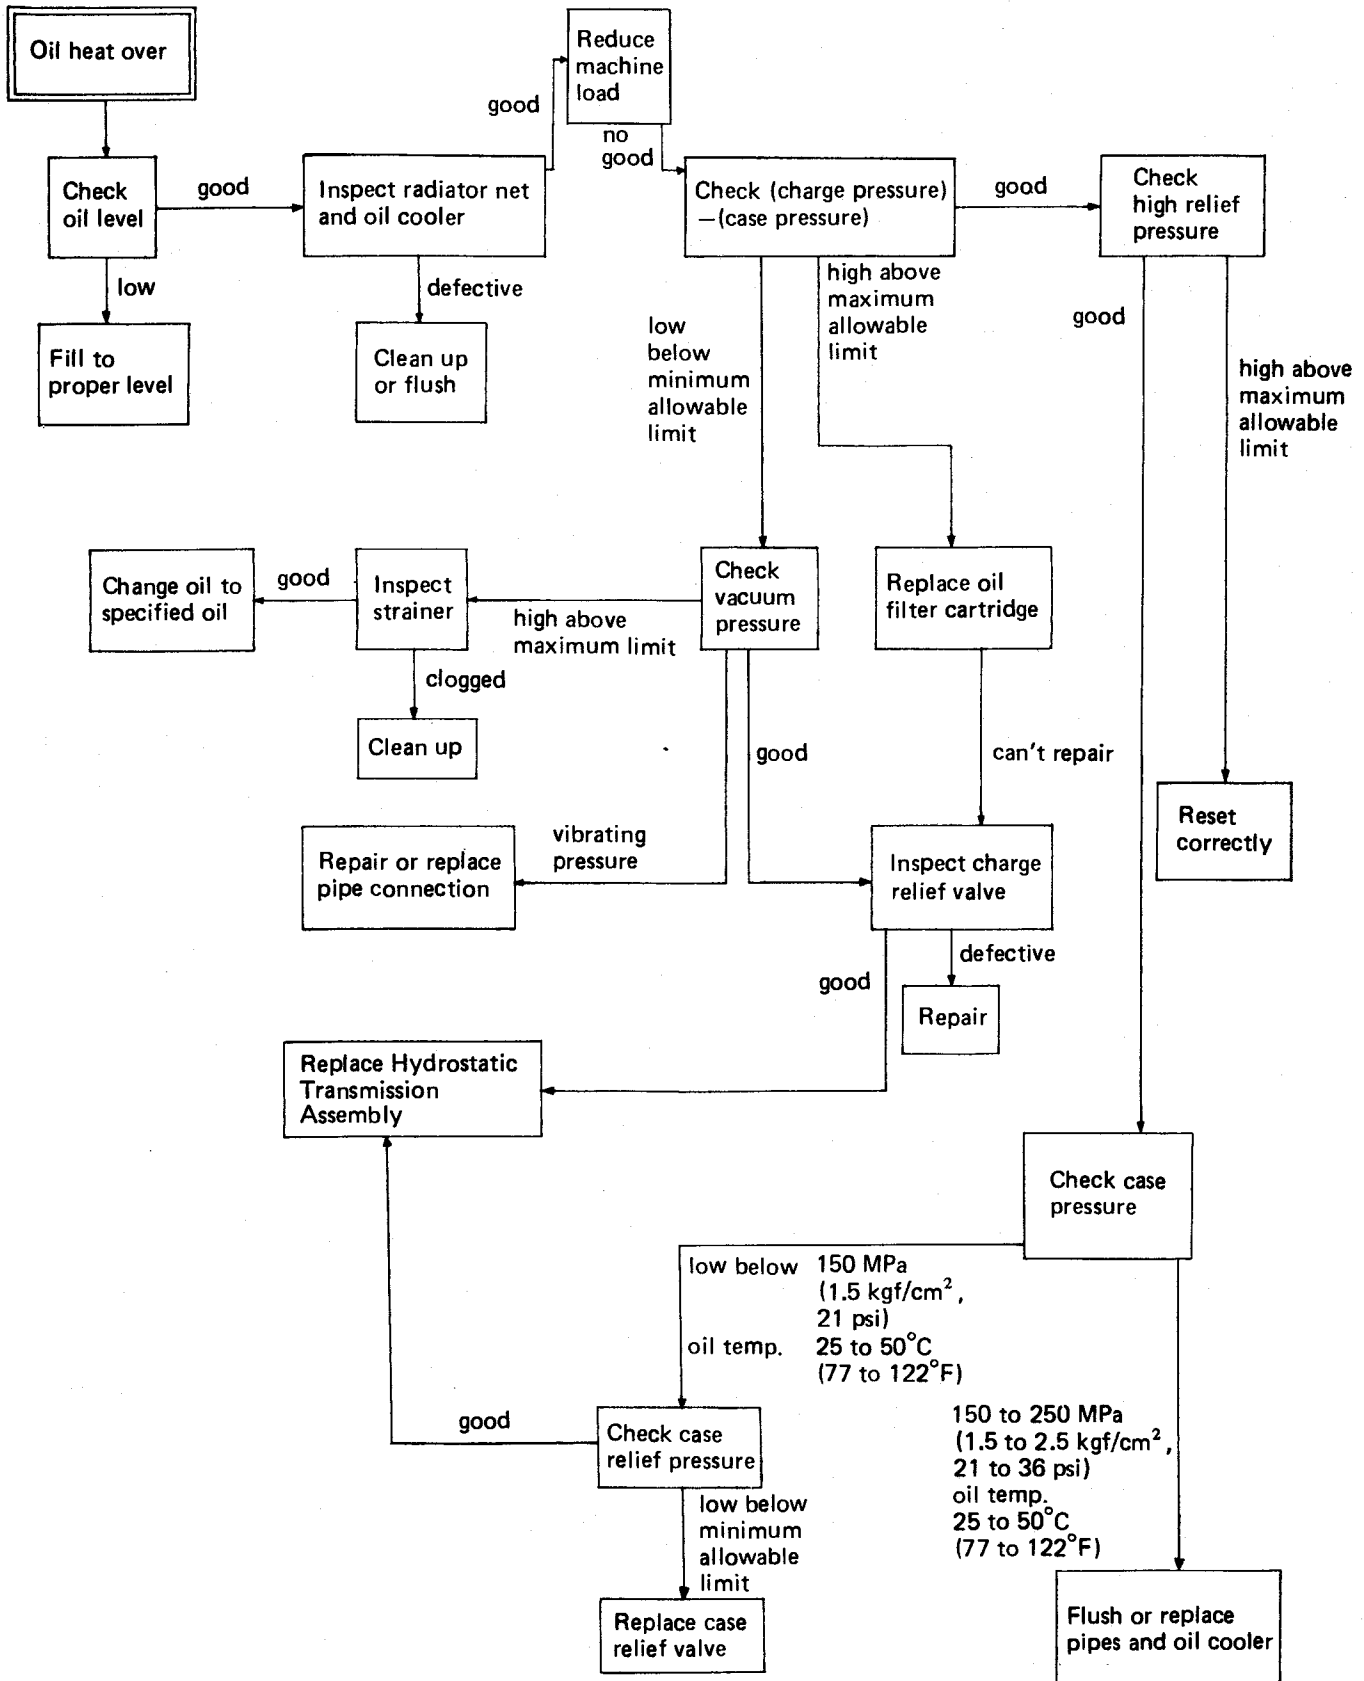 Oil heat over
Reduce
machine
load
good
no
good
Check
oil level
good
Inspect radiator net
and oil cooler
Check (charge pressure)
—(case pressure)
good
Check
high relief
pressure
low
defective
Fill to
proper level
Clean up
or flush
low
below
minimum
allowable
limit
high above
maximum
allowable
limit
good
high above
maximum
allowable
limit
Change oil to
specified oil
good
Inspect
strainer
high above
maximum limit
Check
vacuum
pressure
Replace oil
filter cartridge
clogged
Clean up
good
can't repair
Reset
correctly
Repair or replace
pipe connection
vibrating
pressure
Inspect charge
relief valve
good
defective
Repair
Replace Hydrostatic
Transmission
Assembly
Check case
pressure
low below 150 MPa
(1.5 kgf/cm²,
21 psi)
oil temp. 25 to 50°C
(77 to 122°F)
good
Check case
relief pressure
150 to 250 MPa
(1.5 to 2.5 kgf/cm²,
21 to 36 psi)
oil temp.
25 to 50°C
(77 to 122°F)
low below
minimum
allowable
limit
Replace case
relief valve
Flush or replace
pipes and oil cooler